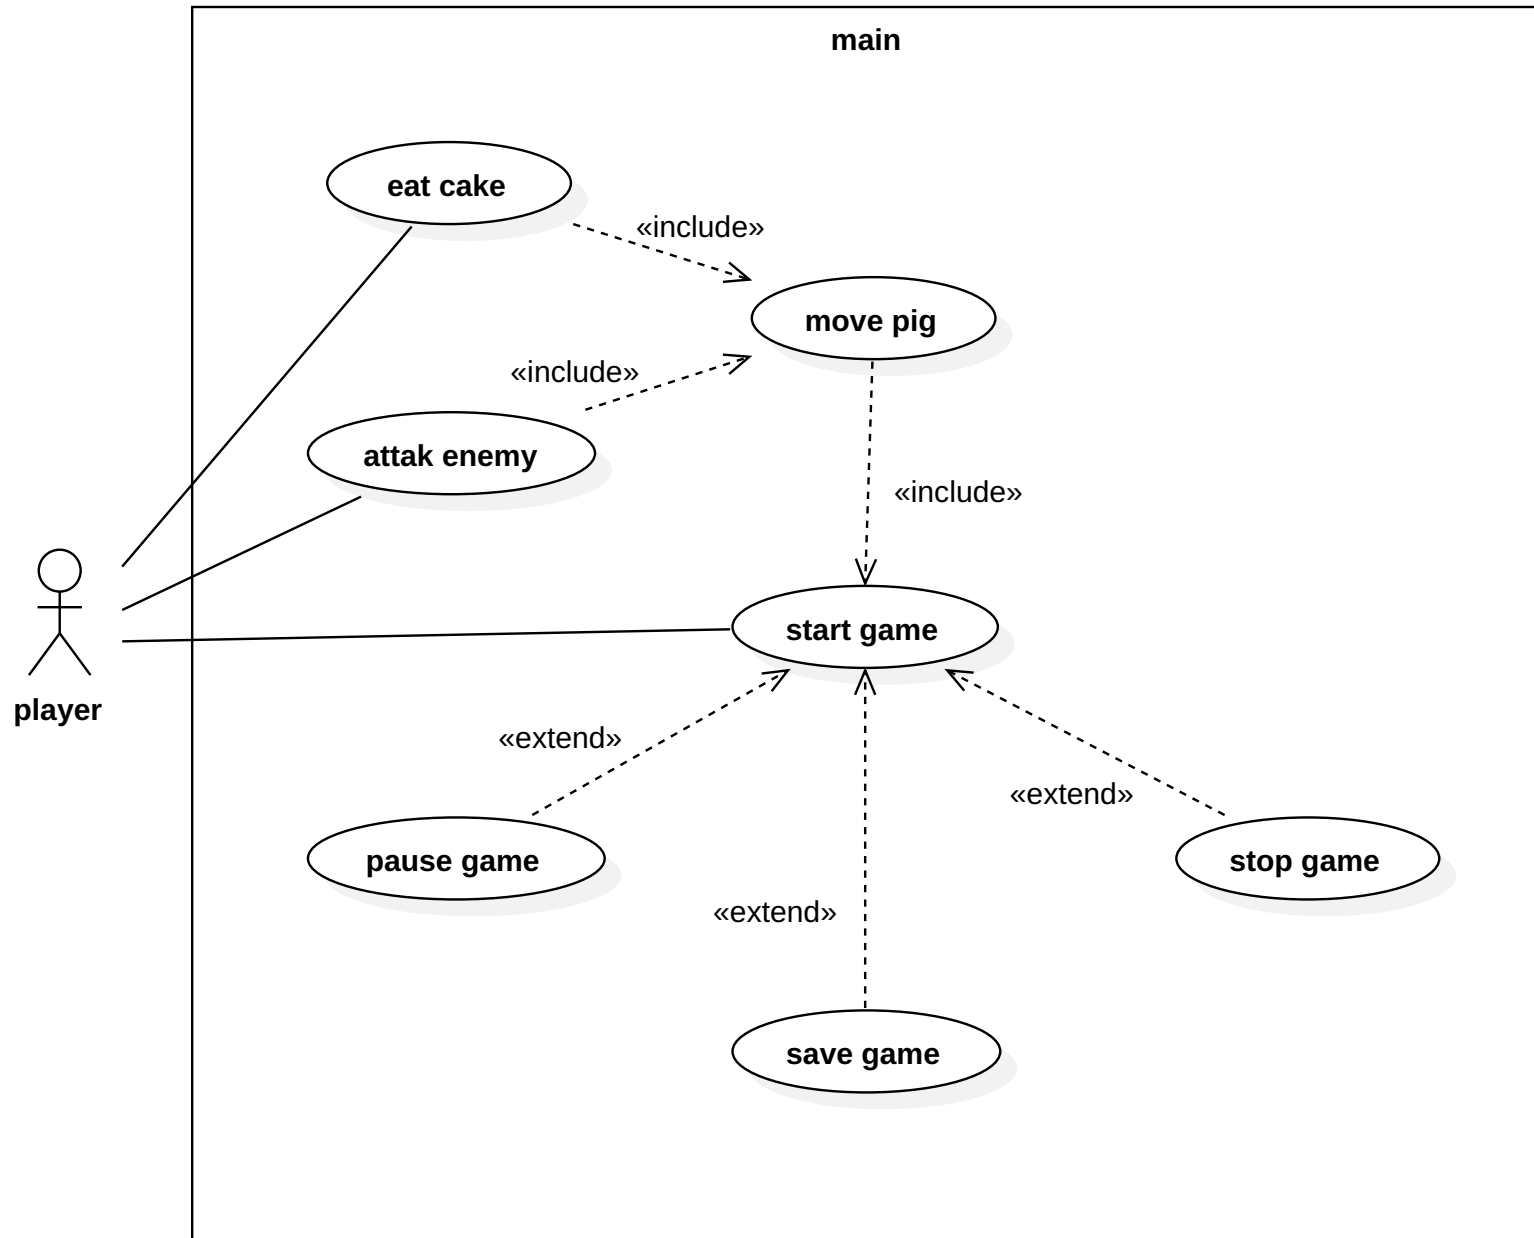 main
eat cake
«include»
move pig
«include»
attak enemy
«include»
start game
player
«extend»
«extend»
pause game
stop game
«extend»
save game